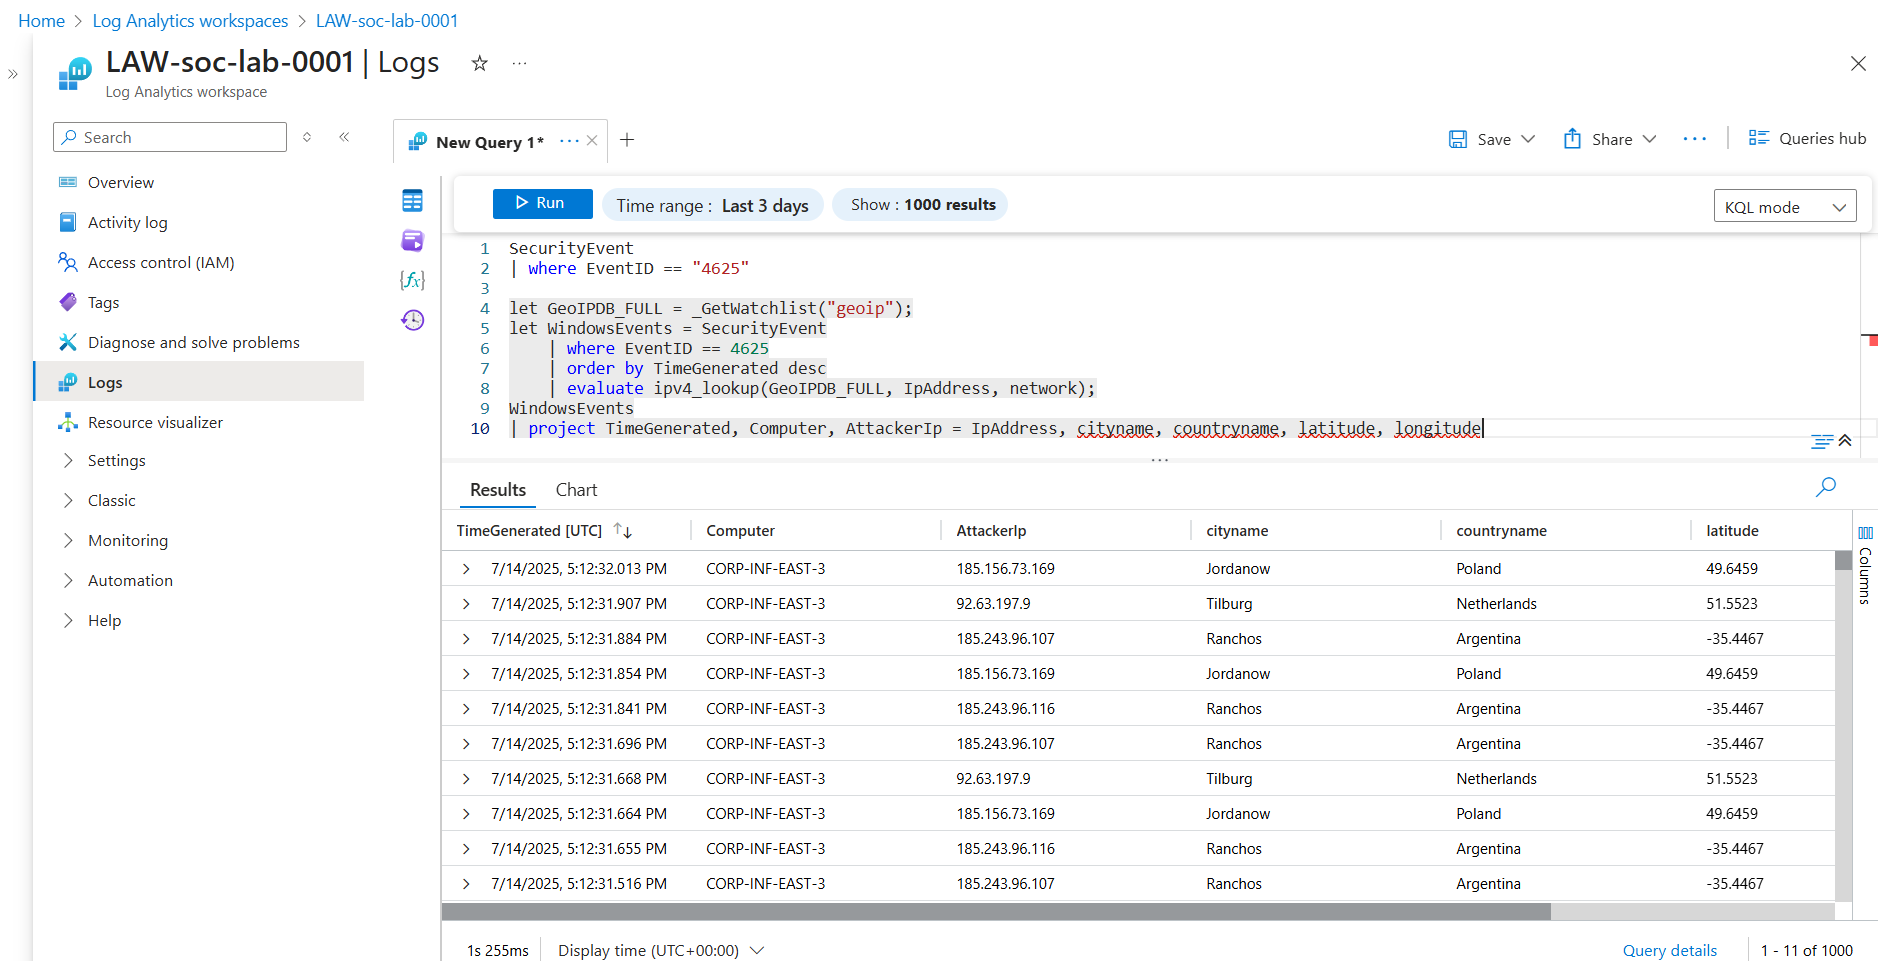 Home > Log Analytics workspaces > LAW-soc-lab-0001
LAW-soc-lab-0001 | Logs
Log Analytics workspace
Search
Overview
Activity log
Access control (IAM)
Tags
Diagnose and solve problems
Logs
Resource visualizer
Settings
Classic
Monitoring
Automation
Help
New Query 1*
Save
Share
Queries hub
Run
Time range : Last 3 days
Show : 1000 results
KQL mode
{fx}
1 SecurityEvent
2 | where EventID == "4625"
3
4 let GeoIPDB_FULL = _GetWatchlist("geoip");
5 let WindowsEvents = SecurityEvent
6 | where EventID == 4625
7 | order by TimeGenerated desc
8 | evaluate ipv4_lookup(GeoIPDB_FULL, IpAddress, network);
9 WindowsEvents
10 | project TimeGenerated, Computer, AttackerIp = IpAddress, cityname, countryname, latitude, longitude
Results Chart
TimeGenerated [UTC] Computer AttackerIp cityname countryname latitude
7/14/2025, 5:12:32.013 PM CORP-INF-EAST-3 185.156.73.169 Jordanow Poland 49.6459
7/14/2025, 5:12:31.907 PM CORP-INF-EAST-3 92.63.197.9 Tilburg Netherlands 51.5523
7/14/2025, 5:12:31.884 PM CORP-INF-EAST-3 185.243.96.107 Ranchos Argentina -35.4467
7/14/2025, 5:12:31.854 PM CORP-INF-EAST-3 185.156.73.169 Jordanow Poland 49.6459
7/14/2025, 5:12:31.841 PM CORP-INF-EAST-3 185.243.96.116 Ranchos Argentina -35.4467
7/14/2025, 5:12:31.696 PM CORP-INF-EAST-3 185.243.96.107 Ranchos Argentina -35.4467
7/14/2025, 5:12:31.668 PM CORP-INF-EAST-3 92.63.197.9 Tilburg Netherlands 51.5523
7/14/2025, 5:12:31.664 PM CORP-INF-EAST-3 185.156.73.169 Jordanow Poland 49.6459
7/14/2025, 5:12:31.655 PM CORP-INF-EAST-3 185.243.96.116 Ranchos Argentina -35.4467
7/14/2025, 5:12:31.516 PM CORP-INF-EAST-3 185.243.96.107 Ranchos Argentina -35.4467
Columns
1s 255ms
Display time (UTC+00:00)
Query details
1 - 11 of 1000